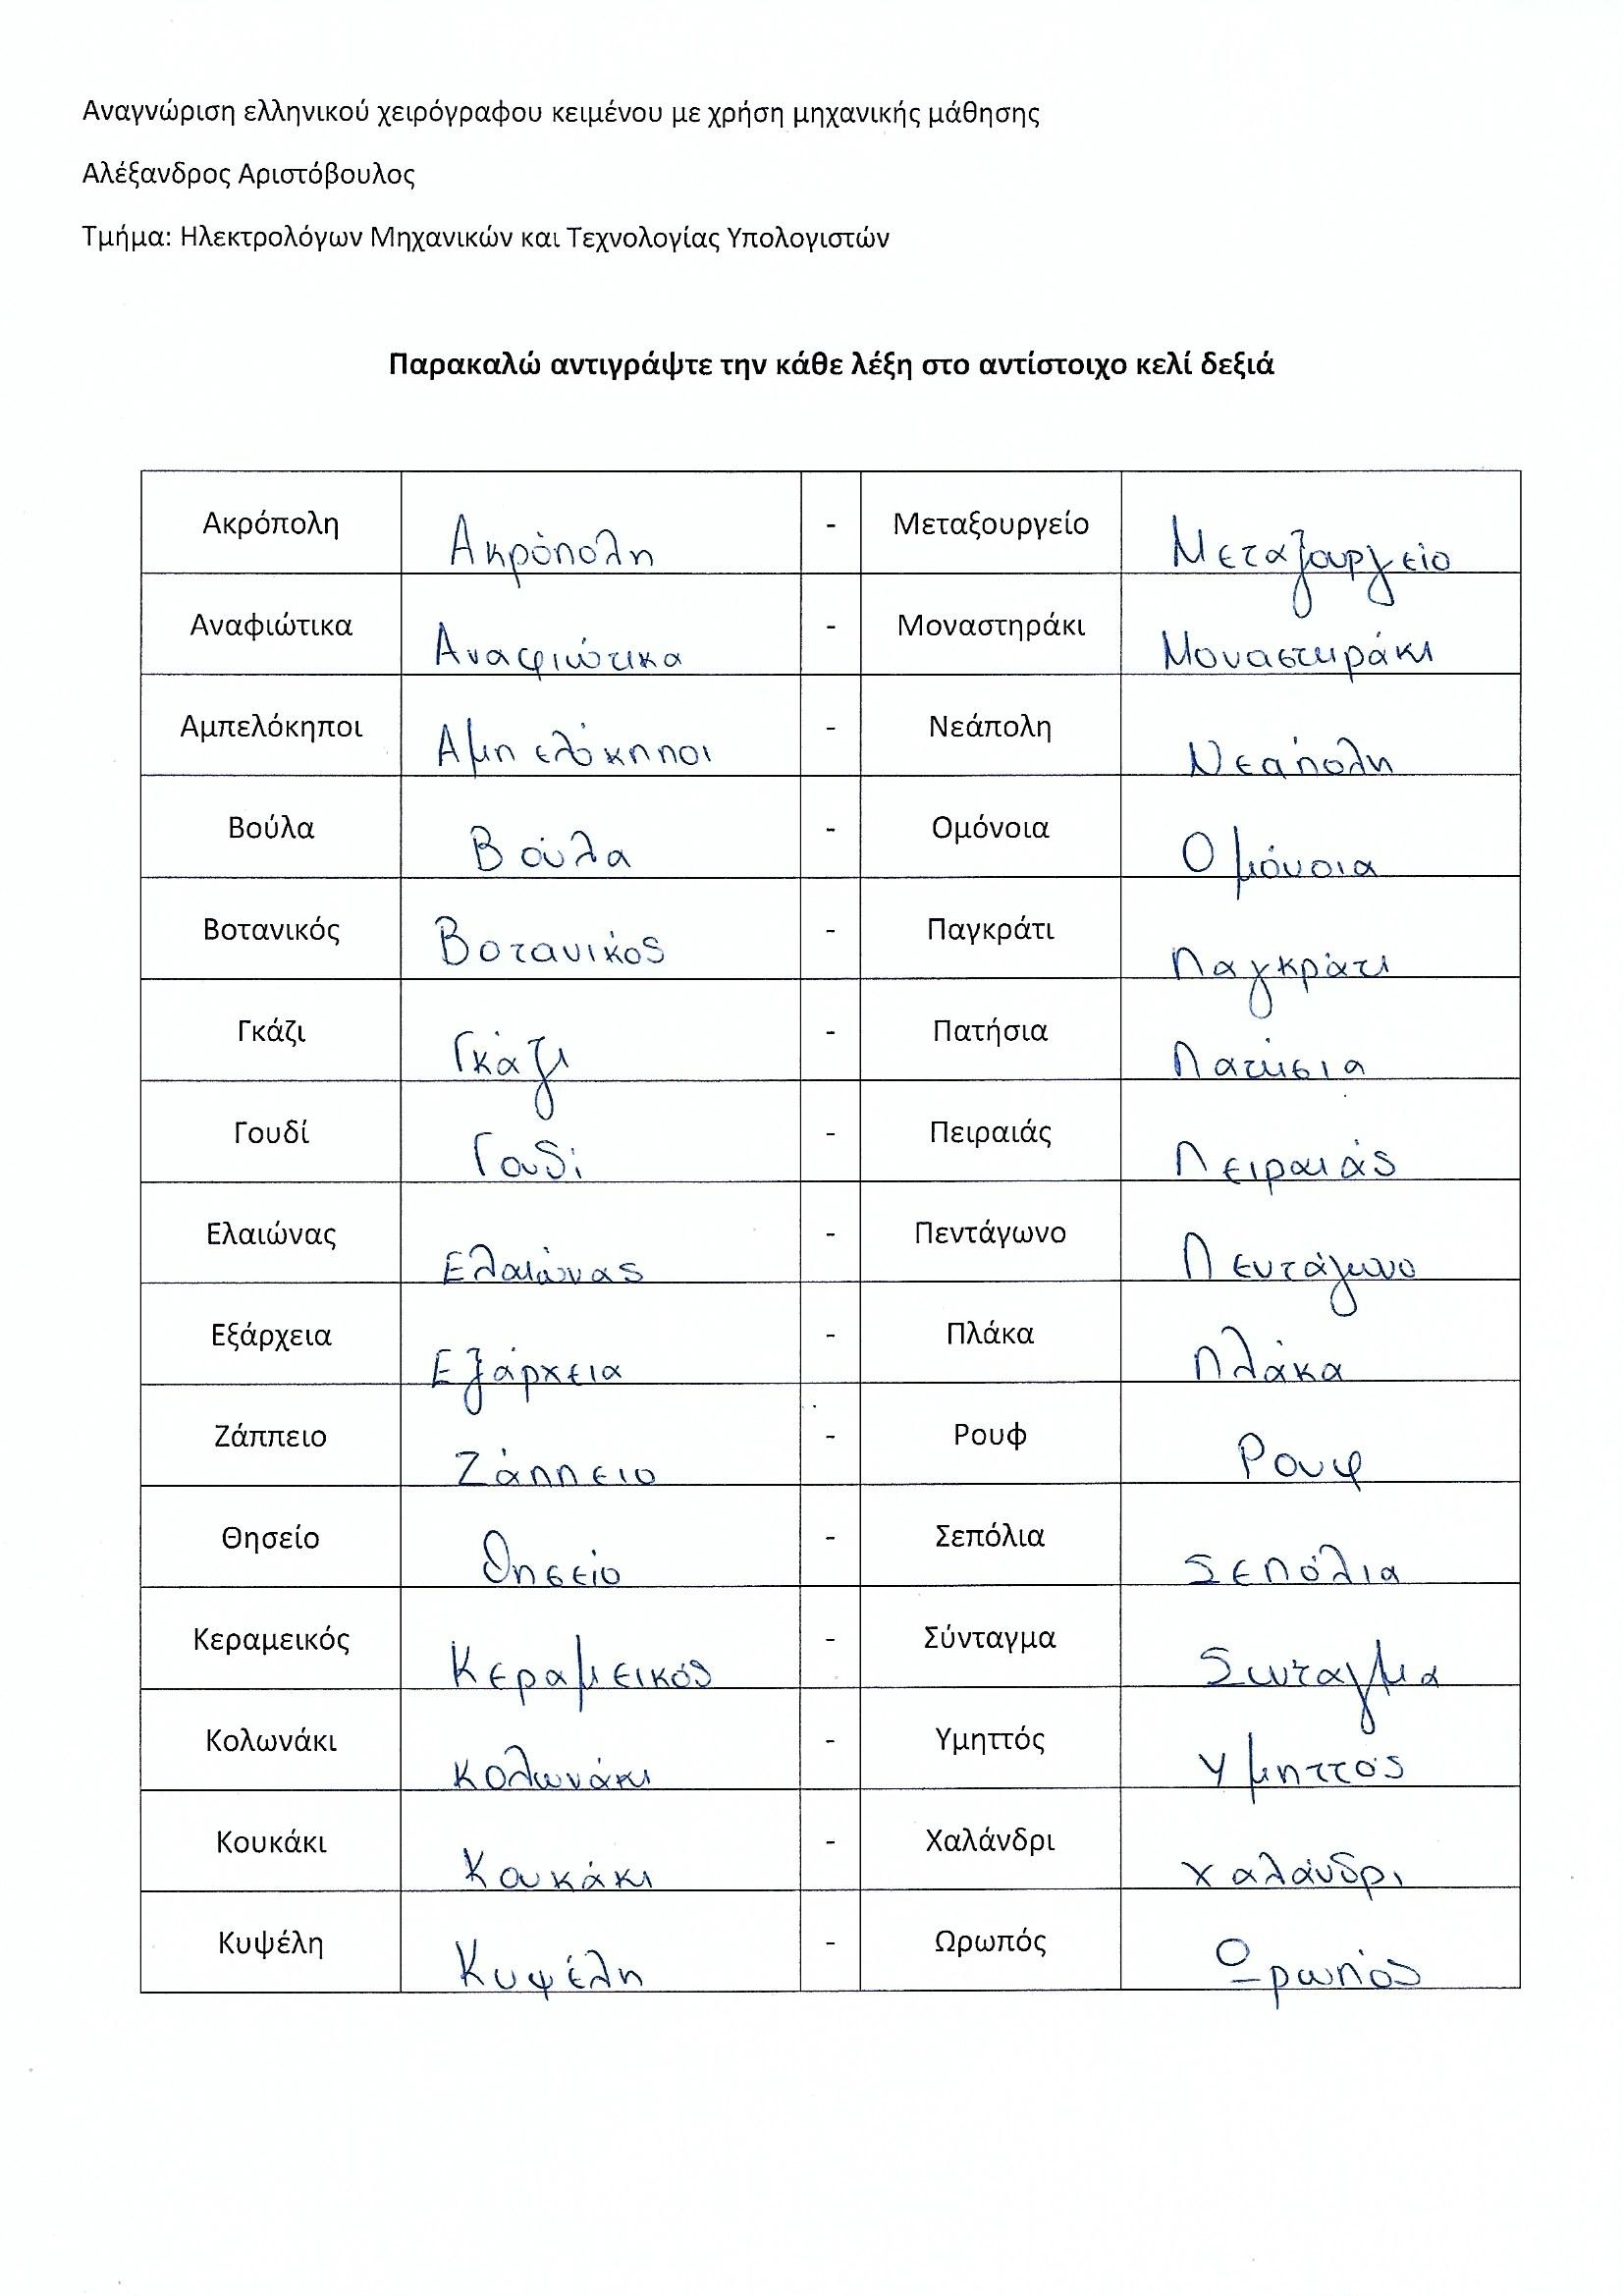 Αναγνώριση ελληνικού χειρόγραφου κειμένου με χρήση μηχανικής μάθησης
Αλέξανδρος Αριστόβουλος
Τμήμα: Ηλεκτρολόγων Μηχανικών και Τεχνολογίας Υπολογιστών
Παρακαλώ αντιγράψτε την κάθε λέξη στο αντίστοιχο κελί δεξιά
Ακρόπολη Ακρόπολη - Μεταξουργείο Μεταξουργείο
Αναφιώτικα Αναφιώτικα - Μοναστηράκι Μοναστηράκι
Αμπελόκηποι Αμπελόκηποι - Νεάπολη Νεάπολη
Βούλα Βούλα - Ομόνοια Ομόνοια
Βοτανικός Βοτανικός - Παγκράτι Παγκράτι
Γκάζι Γκάζι - Πατήσια Πατήσια
Γουδί Γουδί - Πειραιάς Πειραιάς
Ελαιώνας Ελαιώνας - Πεντάγωνο Πεντάγωνο
Εξάρχεια Εξάρχεια - Πλάκα Πλάκα
Ζάππειο Ζάππειο - Ρουφ Ρουφ
Θησείο Θησείο - Σεπόλια Σεπόλια
Κεραμεικός Κεραμεικός - Σύνταγμα Σύνταγμα
Κολωνάκι Κολωνάκι - Υμηττός Υμηττός
Κουκάκι Κουκάκι - Χαλάνδρι Χαλάνδρι
Κυψέλη Κυψέλη - Ωρωπός Ωρωπός